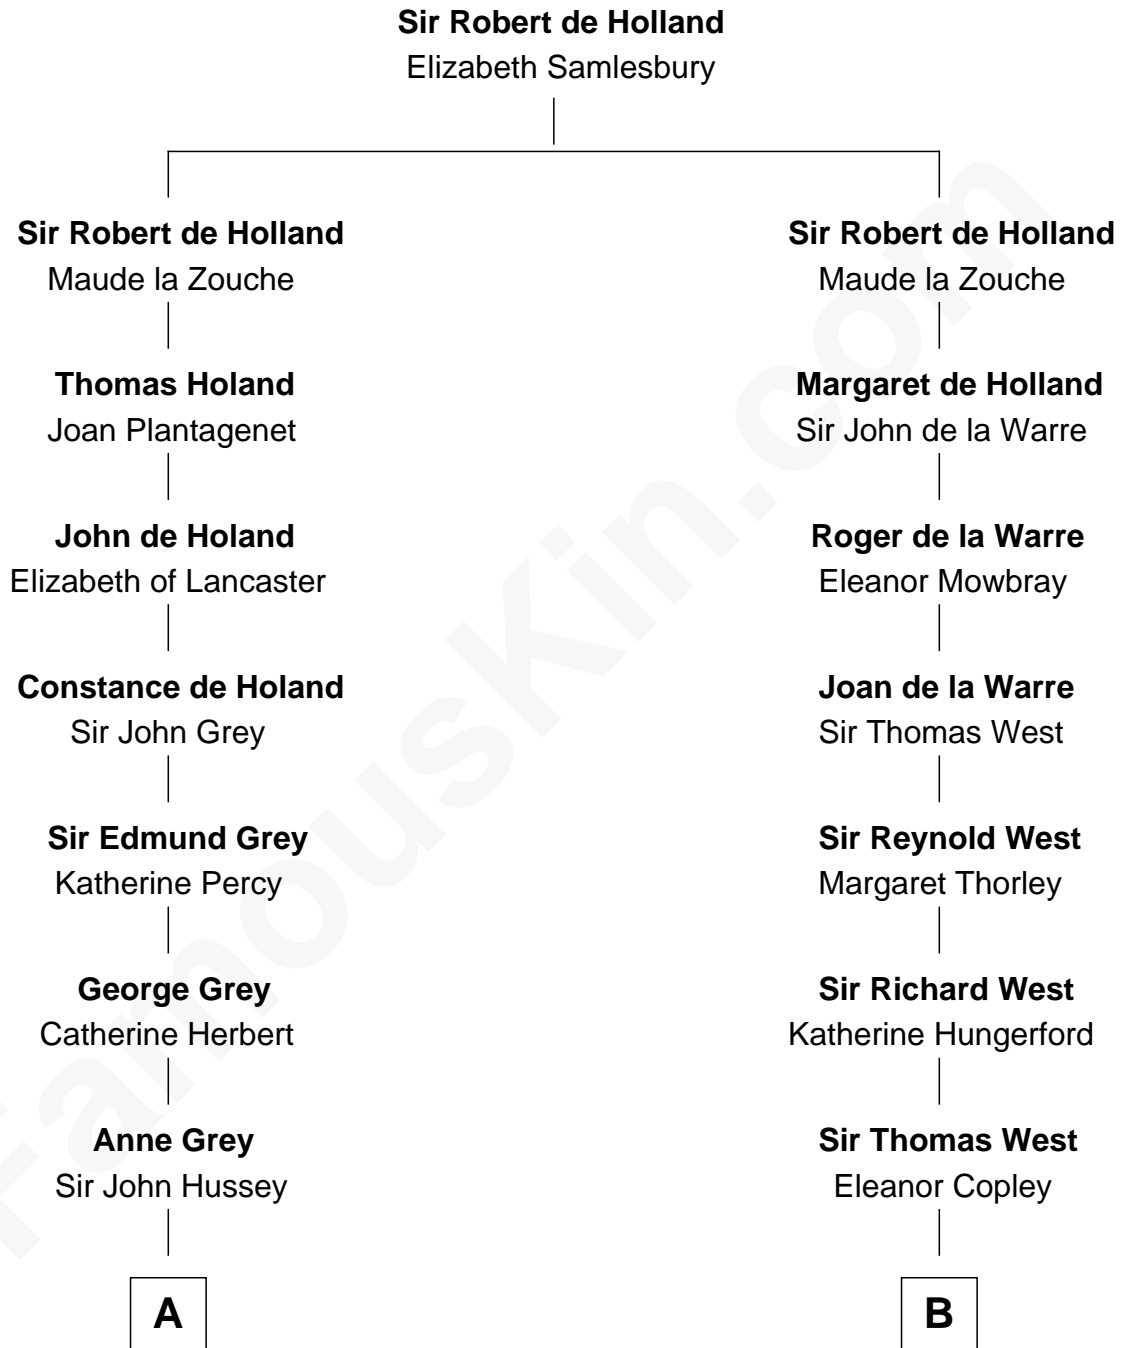 Sir Robert de Holland
Elizabeth Samlesbury
Sir Robert de Holland
Maude la Zouche
Thomas Holand
Joan Plantagenet
John de Holand
Elizabeth of Lancaster
Constance de Holand
Sir John Grey
Sir Edmund Grey
Katherine Percy
George Grey
Catherine Herbert
Anne Grey
Sir John Hussey
A
Sir Robert de Holland
Maude la Zouche
Margaret de Holland
Sir John de la Warre
Roger de la Warre
Eleanor Mowbray
Joan de la Warre
Sir Thomas West
Sir Reynold West
Margaret Thorley
Sir Richard West
Katherine Hungerford
Sir Thomas West
Eleanor Copley
B
FamousKin.com